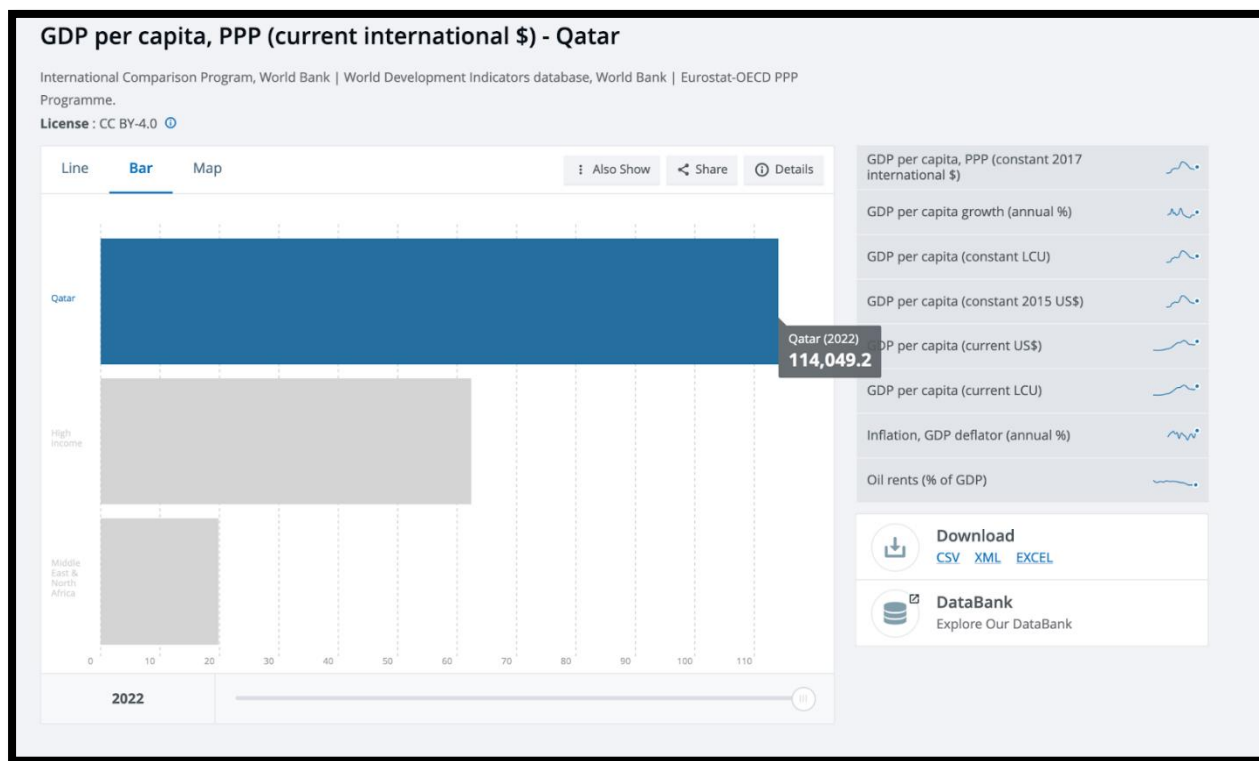 GDP per capita, PPP (current international $) - Qatar
International Comparison Program, World Bank | World Development Indicators database, World Bank | Eurostat-OECD PPP
Programme.
License : CC BY-4.0
Line Bar Map Also Show Share Details
Qatar
Qatar (2022)
114,049.2
High
income
Middle
East &
North
Africa
0 10 20 30 40 50 60 70 80 90 100 110
2022
GDP per capita, PPP (constant 2017
international $)
GDP per capita growth (annual %)
GDP per capita (constant LCU)
GDP per capita (constant 2015 US$)
GDP per capita (current US$)
GDP per capita (current LCU)
Inflation, GDP deflator (annual %)
Oil rents (% of GDP)
Download
CSV XML EXCEL
DataBank
Explore Our DataBank